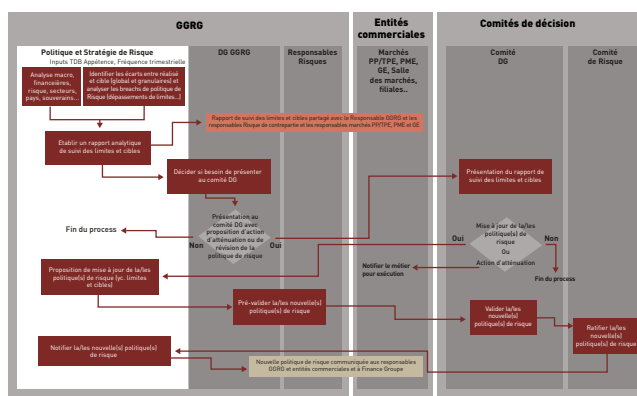 GGRG
Entités
commerciales
Comités de décision
Politique et Stratégie de Risque
Inputs TDB Appétence, Fréquence trimestrielle
DG GGRG
Responsables
Risques
Marchés
PP/TPE, PME,
GE, Salle
des marchés,
filiales..
Comité
DG
Comité
de Risque
Analyse macro,
financières,
risque, secteurs,
pays, souverains...
Identifier les écarts entre réalisé
et cible (global et granulaires) et
analyser les breachs de politique de
Risque (dépassements de limites...)
Rapport de suivi des limites et cibles partagé avec le Responsable GGRG et les
responsables Risque de contrepartie et les responsables marchés PP/TPE, PME et GE
Etablir un rapport analytique
de suivi des limites et cibles
Décider si besoin de présenter
au comité DG
Présentation du rapport de
suivi des limites et cibles
Présentation au
comité DG avec
proposition d'action
d'atténuation ou de
révision de la
politique de risque
Fin du process
Non
Oui
Mise à jour de la/les
politique(s) de
risque
Ou
Action d'atténuation
Oui
Non
Notifier le métier
pour exécution
Fin du process
Proposition de mise à jour de la/les
politique(s) de risque (yc. limites
et cibles)
Pré-valider la/les nouvelle(s)
politique(s) de risque
Valider la/les
nouvelle(s)
politique(s) de risque
Ratifier la/les
nouvelle(s)
politique(s) de risque
Notifier la/les nouvelle(s) politique(s)
de risque
Nouvelle politique de risque communiquée aux responsables
GGRG et entités commerciales et à Finance Groupe